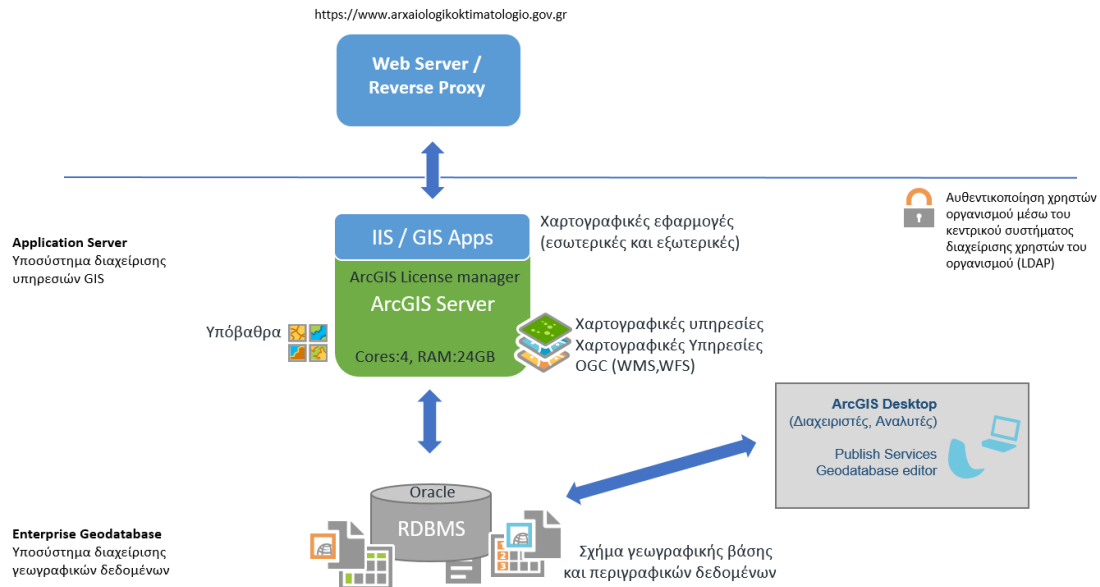 https://www.arxaiologikoktimatologio.gov.gr
Web Server /
Reverse Proxy
Αυθεντικοποίηση χρηστών
οργανισμού μέσω του
κεντρικού συστήματος
διαχείρισης χρηστών του
οργανισμού (LDAP)
Application Server
Υποσύστημα διαχείρισης
υπηρεσιών GIS
IIS / GIS Apps
Χαρτογραφικές εφαρμογές
(εσωτερικές και εξωτερικές)
ArcGIS License manager
ArcGIS Server
Cores:4, RAM:24GB
Υπόβαθρα
Χαρτογραφικές υπηρεσίες
Χαρτογραφικές Υπηρεσίες
OGC (WMS,WFS)
ArcGIS Desktop
(Διαχειριστές, Αναλυτές)
Publish Services
Geodatabase editor
Oracle
RDBMS
1
2
3
Enterprise Geodatabase
Υποσύστημα διαχείρισης
γεωγραφικών δεδομένων
Σχήμα γεωγραφικής βάσης
και περιγραφικών δεδομένων